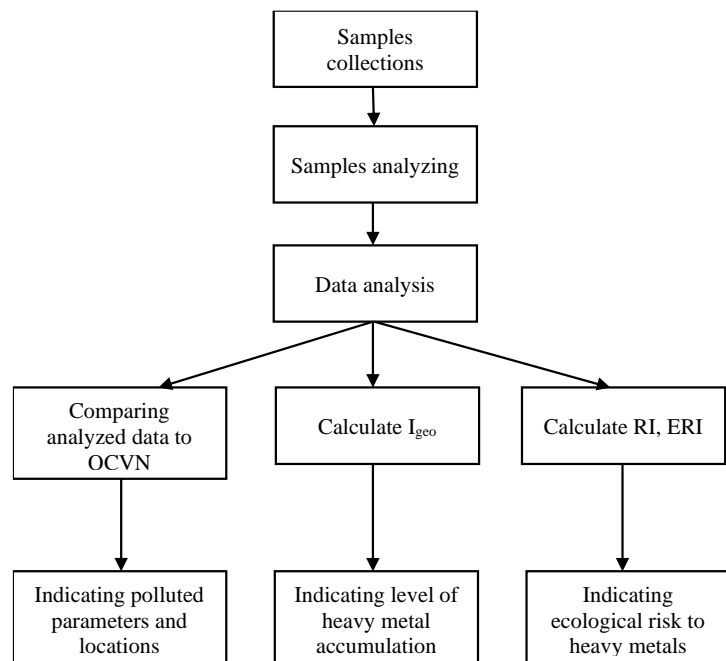 Samples
collections
Samples analyzing
Data analysis
Comparing
analyzed data to
OCVN
Calculate Igeo
Calculate RI, ERI
Indicating polluted
parameters and
locations
Indicating level of
heavy metal
accumulation
Indicating
ecological risk to
heavy metals